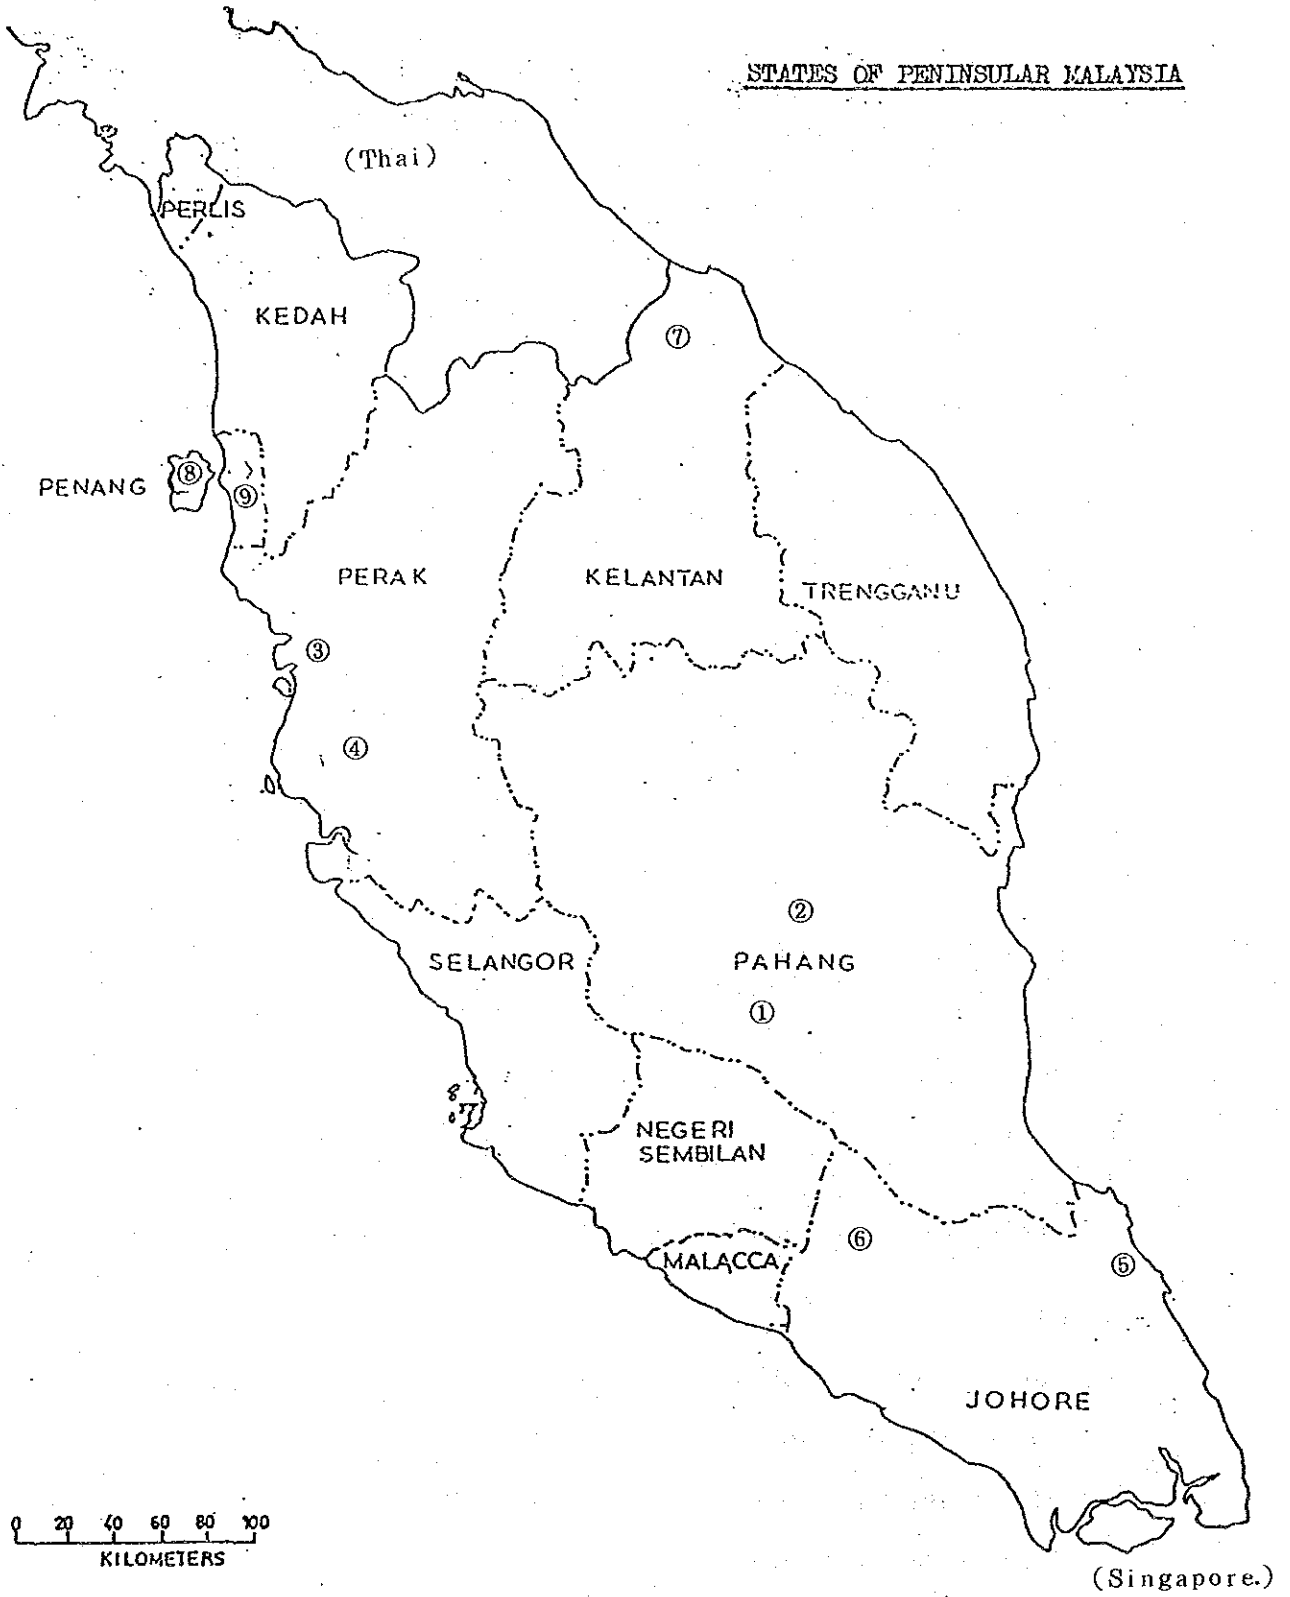 STATES OF PENINSULAR MALAYSIA
(Thai)
PERLIS
KEDAH
⑦
PENANG
⑧
⑨
PERAK
KELANTAN
TRENGGANU
③
④
②
SELANGOR
PAHANG
①
NEGERI
SEMBILAN
⑥
MALACCA
⑤
JOHORE
0 20 40 60 80 100
KILOMETERS
(Singapore.)